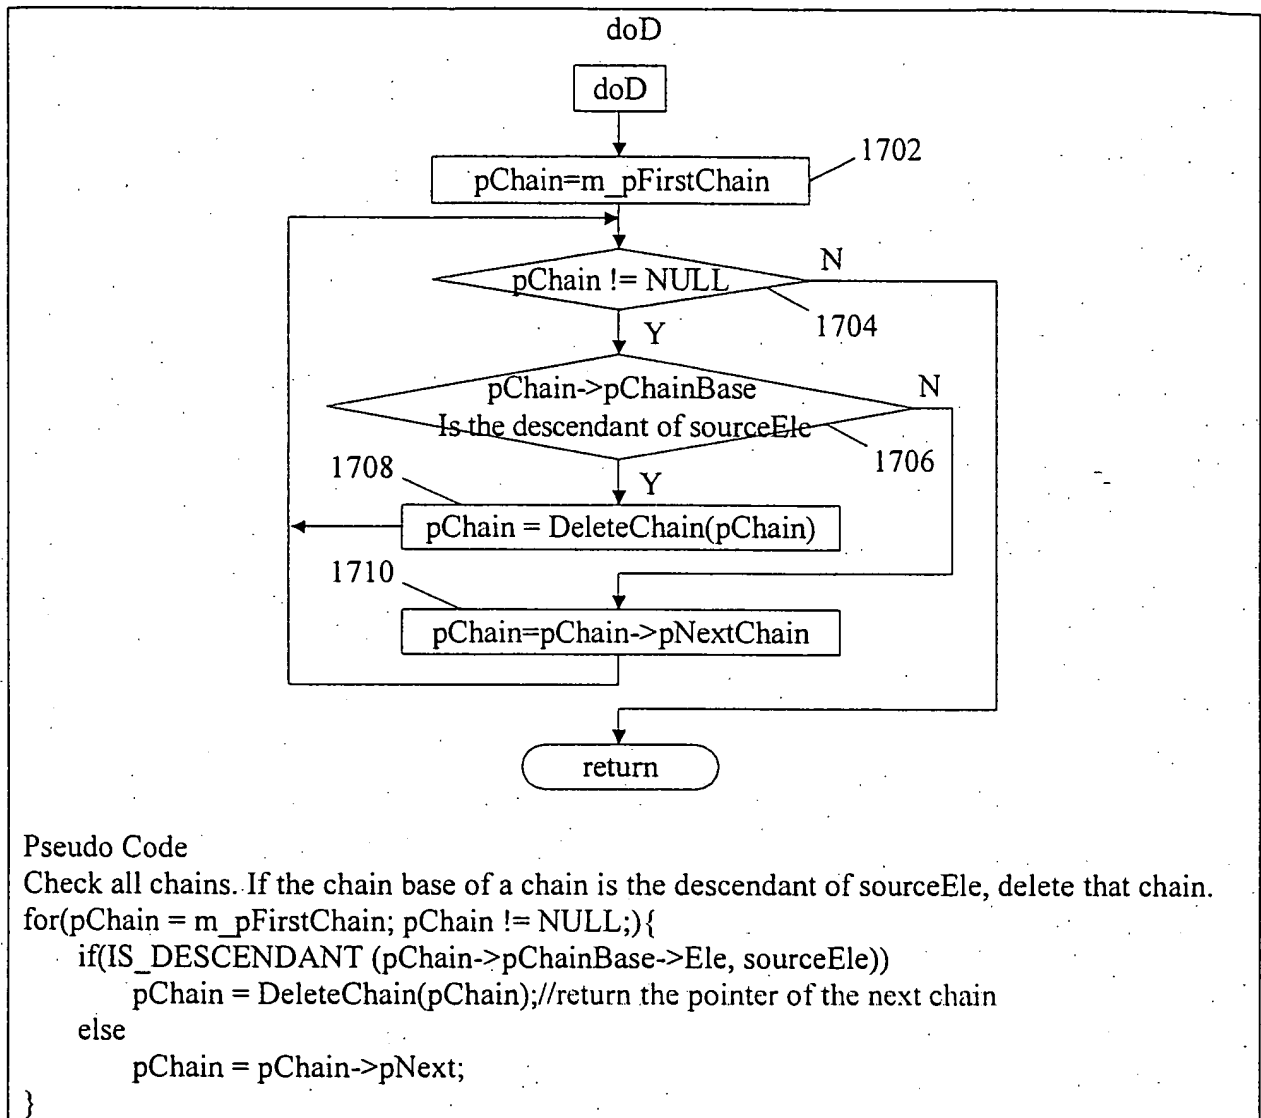 doD
doD
1702
pChain=m_pFirstChain
N
pChain != NULL
1704
Y
pChain->pChainBase
N
Is the descendant of sourceEle
1706
1708
Y
pChain = DeleteChain(pChain)
1710
pChain=pChain->pNextChain
return
Pseudo Code
Check all chains. If the chain base of a chain is the descendant of sourceEle, delete that chain.
for(pChain = m_pFirstChain; pChain != NULL;){
if(IS_DESCENDANT (pChain->pChainBase->Ele, sourceEle))
pChain = DeleteChain(pChain);//return the pointer of the next chain
else
pChain = pChain->pNext;
}